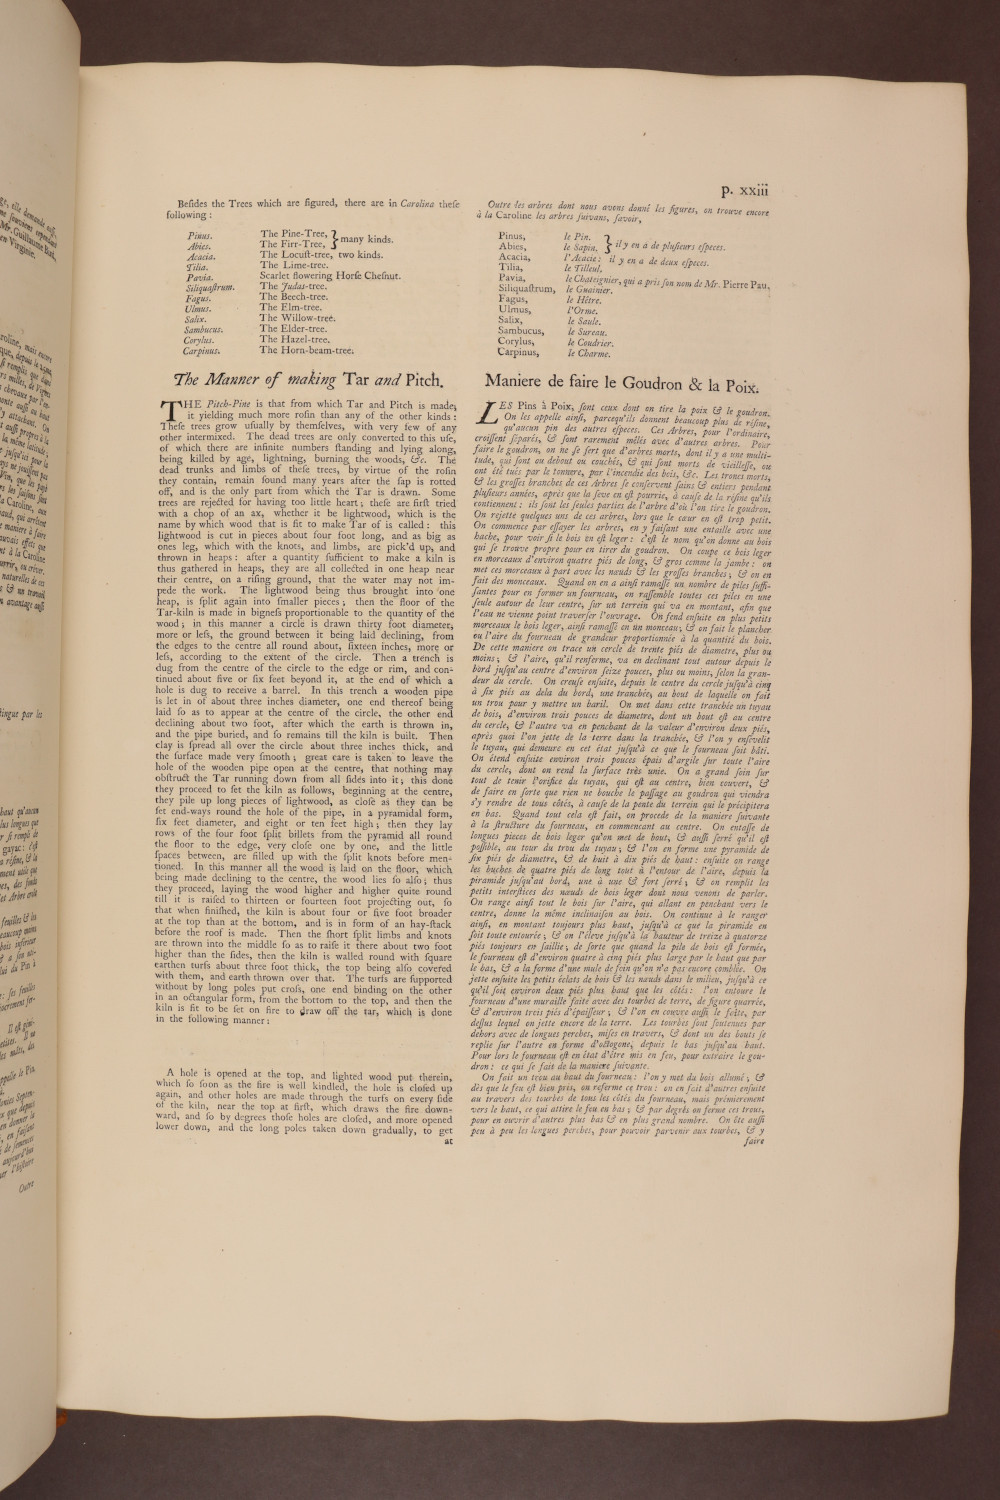 p. xxiii
Beſides the Trees which are figured, there are in Carolina theſe
following :
Pinus. The Pine-Tree, } many kinds.
Abies. The Firr-Tree,
Acacia. The Locuſt-tree, two kinds.
Tilia. The Lime-tree.
Pavia. Scarlet flowering Horſe Cheſnut.
Siliquaſtrum. The Judas-tree.
Fagus. The Beech-tree.
Ulmus. The Elm-tree.
Salix. The Willow-tree.
Sambucus. The Elder-tree.
Corylus. The Hazel-tree.
Carpinus. The Horn-beam-tree.
The Manner of making Tar and Pitch.
THE Pitch-Pine is that from which Tar and Pitch is made,
it yielding much more roſin than any of the other kinds :
Theſe trees grow uſually by themſelves, with very few of any
other intermixed. The dead trees are only converted to this uſe,
of which there are infinite numbers ſtanding and lying along,
being killed by age, lightning, burning the woods, &c. The
dead trunks and limbs of theſe trees, by virtue of the roſin
they contain, remain ſound many years after the ſap is rotted
off, and is the only part from which the Tar is drawn. Some
trees are rejected for having too little heart ; theſe are firſt tried
with a chop of an ax, whether it be lightwood, which is the
name by which wood that is fit to make Tar of is called : this
lightwood is cut in pieces about four foot long, and as big as
ones leg, which with the knots, and limbs, are pick'd up, and
thrown in heaps : after a quantity ſufficient to make a kiln is
thus gathered in heaps, they are all collected in one heap near
their centre, on a riſing ground, that the water may not im-
pede the work. The lightwood being thus brought into one
heap, is ſplit again into ſmaller pieces ; then the floor of the
Tar-kiln is made in bigneſs proportionable to the quantity of the
wood ; in this manner a circle is drawn thirty foot diameter,
more or leſs, the ground between it being laid declining, from
the edges to the centre all round about, ſixteen inches, more or
leſs, according to the extent of the circle. Then a trench is
dug from the centre of the circle to the edge or rim, and con-
tinued about five or ſix feet beyond it, at the end of which a
hole is dug to receive a barrel. In this trench a wooden pipe
is let in of about three inches diameter, one end thereof being
laid ſo as to appear at the centre of the circle, the other end
declining about two foot, after which the earth is thrown in,
and the pipe buried, and ſo remains till the kiln is built. Then
clay is ſpread all over the circle about three inches thick, and
the ſurface made very ſmooth ; great care is taken to leave the
hole of the wooden pipe open at the centre, that nothing may
obſtruct the Tar running down from all ſides into it ; this done
they proceed to ſet the kiln as follows, beginning at the centre,
they pile up long pieces of lightwood, as cloſe as they can be
ſet end-ways round the hole of the pipe, in a pyramidal form,
ſix feet diameter, and eight or ten feet high ; then they lay
rows of the four foot ſplit billets from the pyramid all round
the floor to the edge, very cloſe one by one, and the little
ſpaces between, are filled up with the ſplit knots before men-
tioned. In this manner all the wood is laid on the floor, which
being made declining to the centre, the wood lies ſo alſo ; thus
they proceed, laying the wood higher and higher quite round
till it is raiſed to thirteen or fourteen foot projecting out, ſo
that when finiſhed, the kiln is about four or five foot broader
at the top than at the bottom, and is in form of an hay-ſtack
before the roof is made. Then the ſhort ſplit limbs and knots
are thrown into the middle ſo as to raiſe it there about two foot
higher than the ſides, then the kiln is walled round with ſquare
earthen turfs about three foot thick, the top being alſo covered
with them, and earth thrown over that. The turfs are ſupported
without by long poles put croſs, one end binding on the other
in an octangular form, from the bottom to the top, and then the
kiln is fit to be ſet on fire to draw off the tar, which is done
in the following manner :
A hole is opened at the top, and lighted wood put therein,
which ſo ſoon as the fire is well kindled, the hole is cloſed up
again, and other holes are made through the turfs on every ſide
of the kiln, near the top at firſt, which draws the fire down-
ward, and ſo by degrees thoſe holes are cloſed, and more opened
lower down, and the long poles taken down gradually, to get
at
Outre les arbres dont nous avons donné les figures, on trouve encore
à la Caroline les arbres ſuivans, ſavoir,
Pinus, le Pin. } il y en a de pluſieurs eſpeces.
Abies, le Sapin.
Acacia, l'Acacie : il y en a de deux eſpeces.
Tilia, le Tilleul.
Pavia, le Chateignier, qui a pris ſon nom de Mr. Pierre Pau,
Siliquaſtrum, le Guainier.
Fagus, le Hêtre.
Ulmus, l'Orme.
Salix, le Saule.
Sambucus, le Sureau.
Corylus, le Coudrier.
Carpinus, le Charme.
Maniere de faire le Goudron & la Poix.
LES Pins à Poix, ſont ceux dont on tire la poix & le goudron.
On les appelle ainſi, parcequ'ils donnent beaucoup plus de réſine,
qu'aucun pin des autres eſpeces. Ces Arbres, pour l'ordinaire,
croiſſent ſéparés, & ſont rarement mêlés avec d'autres arbres. Pour
faire le goudron, on ne ſe ſert que d'arbres morts, dont il y a une multi-
tude, qui ſont ou debout ou couchés, & qui ſont morts de vieilleſſe, ou
ont été tués par le tonnere, par l'incendie des bois, &c. Les troncs morts,
& les groſſes branches de ces Arbres ſe conſervent ſains & entiers pendant
pluſieurs années, après que la ſeve en eſt pourrie, à cauſe de la réſine qu'ils
contiennent : ils ſont les ſeules parties de l'arbre d'où l'on tire le goudron.
On rejette quelques uns de ces arbres, lors que le cœur en eſt trop petit.
On commence par eſſayer les arbres, en y faiſant une entaille avec une
hache, pour voir ſi le bois en eſt leger : c'eſt le nom qu'on donne au bois
qui ſe trouve propre pour en tirer du goudron. On coupe ce bois leger
en morceaux d'environ quatre piés de long, & gros comme la jambe : on
met ces morceaux à part avec les nœuds & les groſſes branches ; & on en
fait des monceaux. Quand on en a ainſi ramaſſé un nombre de piles ſuffi-
ſantes pour en former un fourneau, on raſſemble toutes ces piles en une
ſeule autour de leur centre, ſur un terrein qui va en montant, afin que
l'eau ne vienne point traverſer l'ouvrage. On fend enſuite en plus petits
morceaux le bois leger, ainſi ramaſſé en un monceau ; & on fait le plancher
ou l'aire du fourneau de grandeur proportionnée à la quantité du bois.
De cette maniere on trace un cercle de trente piés de diametre, plus ou
moins ; & l'aire, qu'il renferme, va en declinant tout autour depuis le
bord juſqu'au centre d'environ ſeize pouces, plus ou moins, ſelon la gran-
deur du cercle. On creuſe enſuite, depuis le centre du cercle juſqu'à cinq
à ſix piés au dela du bord, une tranchée, au bout de laquelle on fait
un trou pour y mettre un baril. On met dans cette tranchée un tuyau
de bois, d'environ trois pouces de diametre, dont un bout eſt au centre
du cercle, & l'autre va en penchant de la valeur d'environ deux piés,
après quoi l'on jette de la terre dans la tranchée, & l'on y enſevelit
le tuyau, qui demeure en cet état juſqu'à ce que le fourneau ſoit bâti.
On étend enſuite environ trois pouces épais d'argile ſur toute l'aire
du cercle, dont on rend la ſurface très unie. On a grand ſoin ſur
tout de tenir l'orifice du tuyau, qui eſt au centre, bien couvert, &
de faire en ſorte que rien ne bouche le paſſage au goudron qui viendra
s'y rendre de tous côtés, à cauſe de la pente du terrein qui le précipitera
en bas. Quand tout cela eſt fait, on procede de la maniere ſuivante
à la ſtructure du fourneau, en commencant au centre. On entaſſe de
longues pieces de bois leger qu'on met de bout, & auſſi ſerré qu'il eſt
poſſible, au tour du trou du tuyau ; & l'on en forme une pyramide de
ſix piés de diametre, & de huit à dix piés de haut : enſuite on range
les buches de quatre piés de long tout à l'entour de l'aire, depuis la
piramide juſqu'au bord, une à une & fort ſerré ; & on remplit les
petits interſtices des nœuds de bois leger dont nous venons de parler.
On range ainſi tout le bois ſur l'aire, qui allant en penchant vers le
centre, donne la même inclinaiſon au bois. On continue à le ranger
ainſi, en montant toujours plus haut, juſqu'à ce que la piramide en
ſoit toute entourée ; & on l'éleve juſqu'à la hauteur de treize à quatorze
piés toujours en ſaillie ; de ſorte que quand la pile de bois eſt formée,
le fourneau eſt d'environ quatre à cinq piés plus large par le haut que par
le bas, & a la forme d'une mule de foin qu'on n'a pas encore comblée. On
jette enſuite les petits éclats de bois & les nœuds dans le milieu, juſqu'à ce
qu'il ſoit environ deux piés plus haut que les côtés : l'on entoure le
fourneau d'une muraille faite avec des tourbes de terre, de figure quarrée,
& d'environ trois piés d'épaiſſeur ; & l'on en couvre auſſi le feſte, par
deſſus lequel on jette encore de la terre. Les tourbes ſont ſoutenues par
dehors avec de longues perches, miſes en travers, & dont un des bouts ſe
replie ſur l'autre en forme d'octogone, depuis le bas juſqu'au haut.
Pour lors le fourneau eſt en état d'être mis en feu, pour extraire le gou-
dron : ce qui ſe fait de la maniere ſuivante.
On fait un trou au haut du fourneau : l'on y met du bois allumé ; &
dès que le feu eſt bien pris, on referme ce trou : on en fait d'autres enſuite
au travers des tourbes de tous les côtés du fourneau, mais prémierement
vers le haut, ce qui attire le feu en bas ; & par degrés on ferme ces trous,
pour en ouvrir d'autres plus bas & en plus grand nombre. On ôte auſſi
peu à peu les longues perches, pour pouvoir parvenir aux tourbes, & y
faire